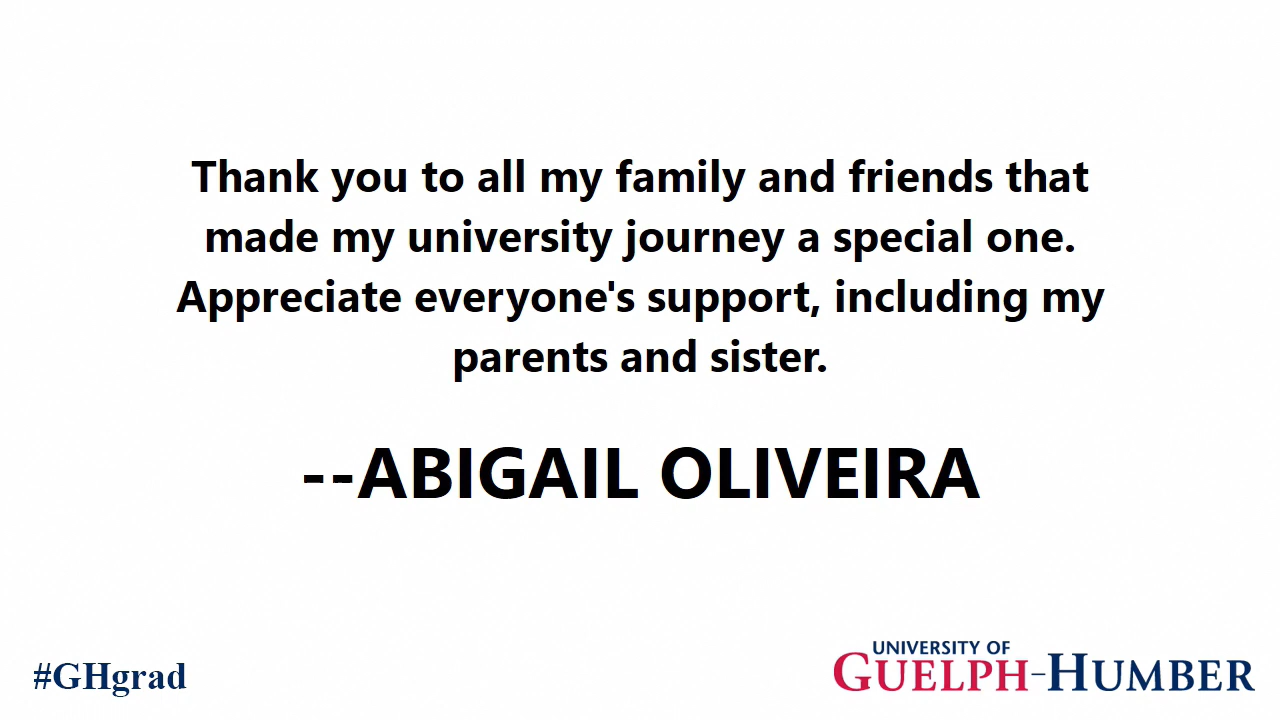 Thank you to all my family and friends that
made my university journey a special one.
Appreciate everyone's support, including my
parents and sister.
--ABIGAIL OLIVEIRA
#GHgrad
UNIVERSITY OF
GUELPH-HUMBER